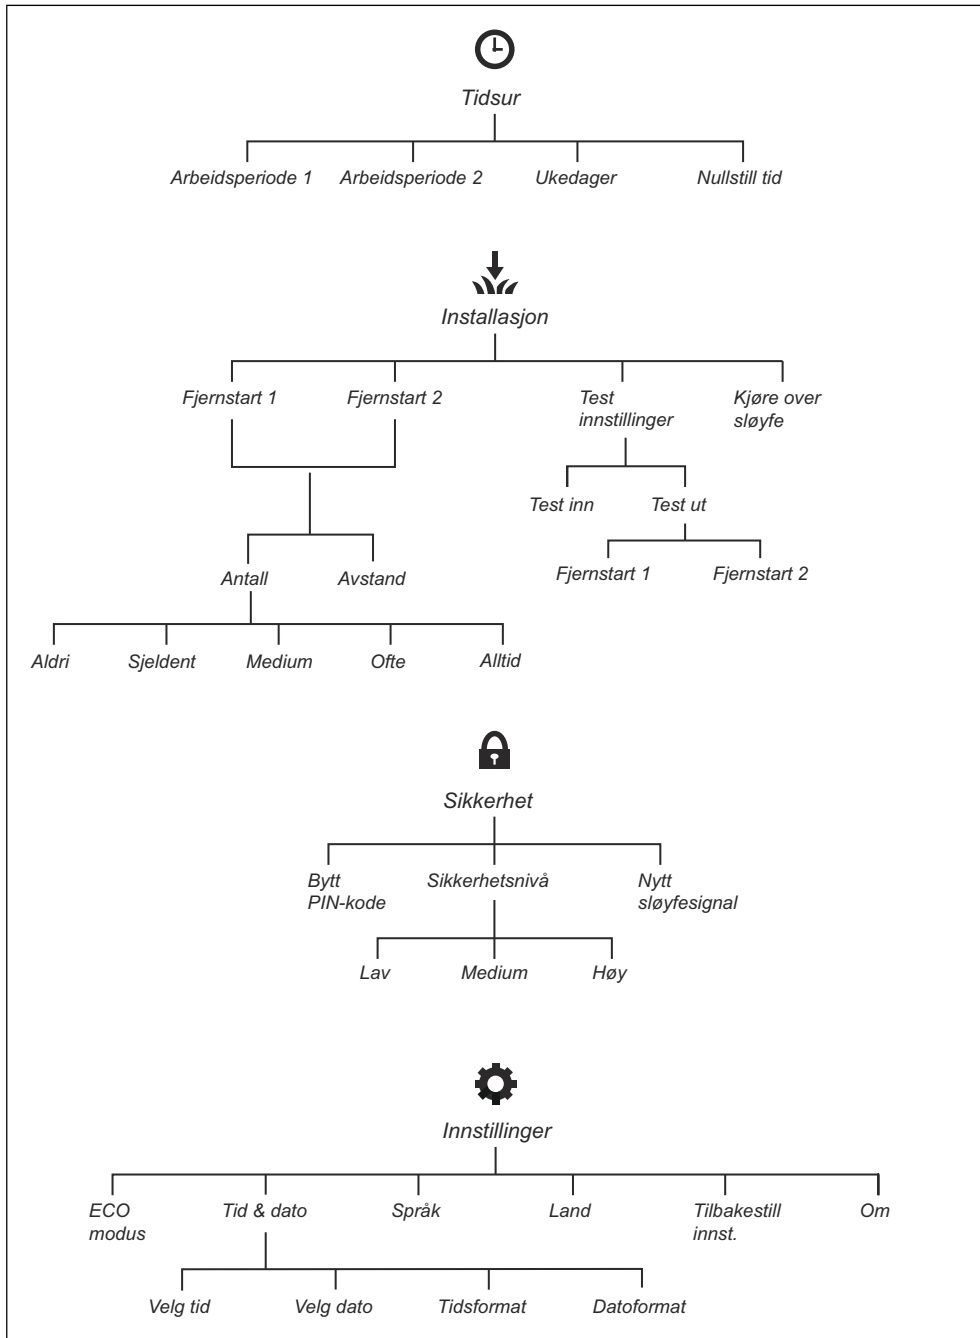 Tidsur
Arbeidsperiode 1
Arbeidsperiode 2
Ukedager
Nullstill tid
Installasjon
Fjernstart 1
Fjernstart 2
Test
innstillinger
Kjøre over
sløyfe
Test inn
Test ut
Fjernstart 1
Fjernstart 2
Antall
Avstand
Aldri
Sjeldent
Medium
Ofte
Alltid
Sikkerhet
Bytt
PIN-kode
Sikkerhetsnivå
Nytt
sløyfesignal
Lav
Medium
Høy
Innstillinger
ECO
modus
Tid & dato
Språk
Land
Tilbakestill
innst.
Om
Velg tid
Velg dato
Tidsformat
Datoformat